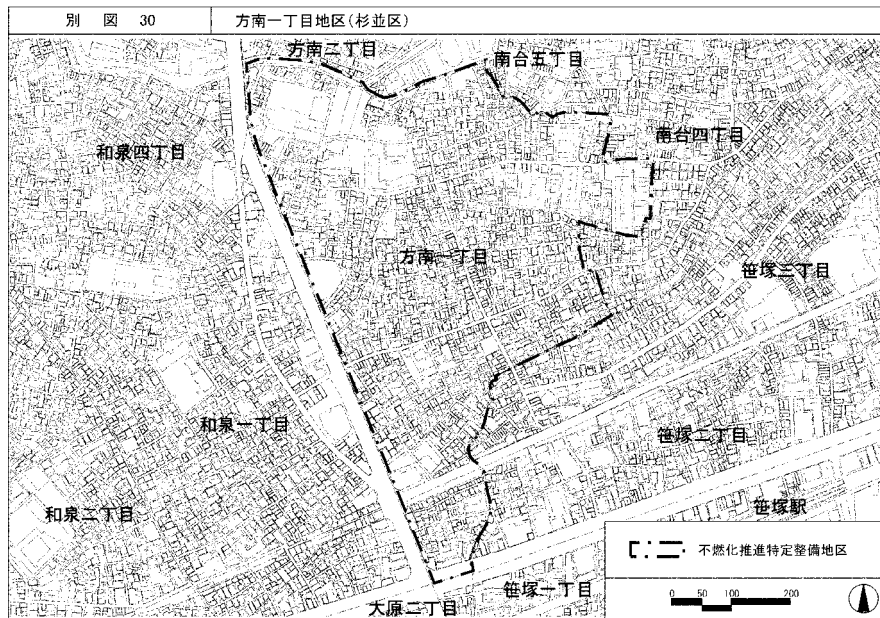 別 図 30
方南一丁目地区(杉並区)
方南二丁目
南台五丁目
南台四丁目
和泉四丁目
方南一丁目
笹塚三丁目
和泉一丁目
笹塚二丁目
和泉二丁目
笹塚駅
不燃化推進特定整備地区
笹塚一丁目
大原二丁目
0 50 100 200